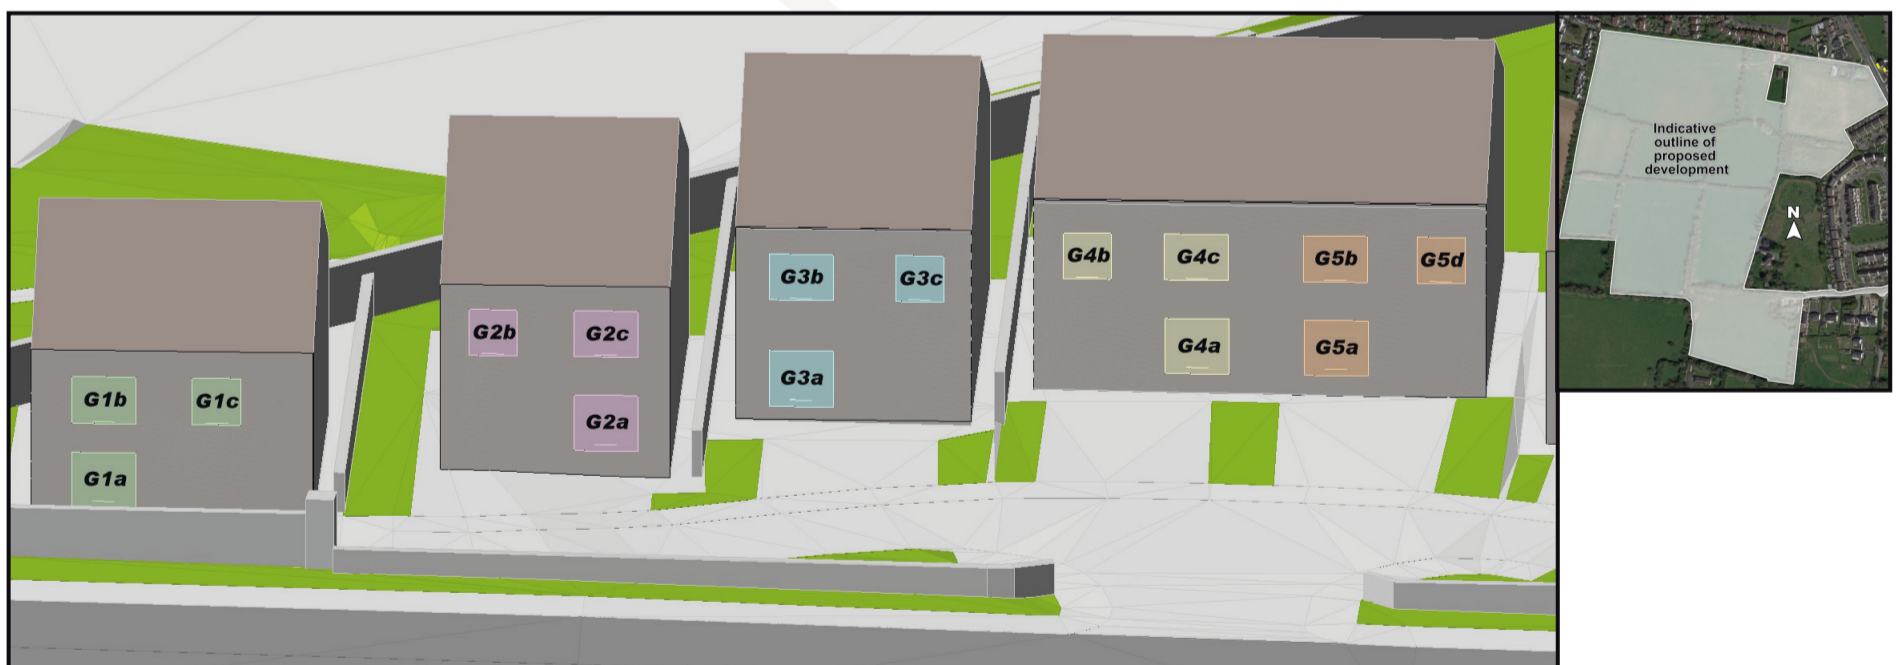 G1b
G1c
G1a
G2b
G2c
G2a
G3b
G3c
G3a
G4b
G4c
G4a
G5b
G5d
G5a
Indicative
outline of
proposed
development
N